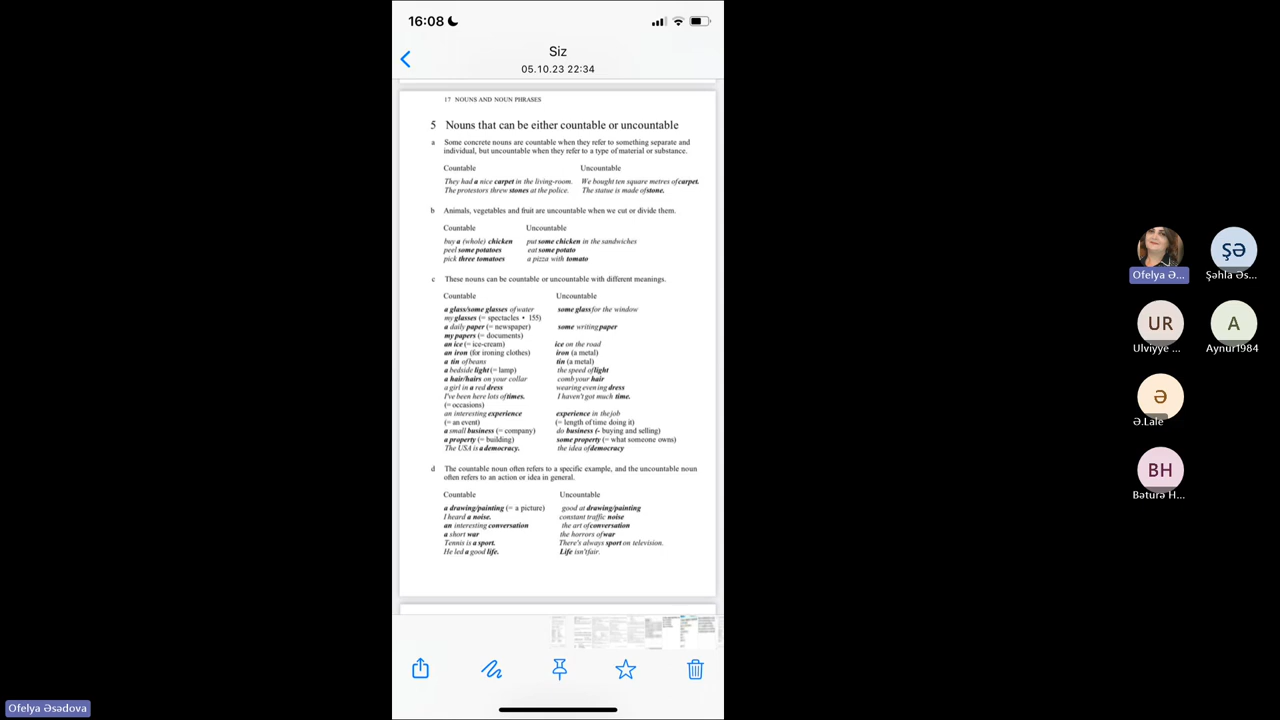 16:08
Siz
05.10.23 22:34
17 NOUNS AND NOUN PHRASES
5 Nouns that can be either countable or uncountable
a Some concrete nouns are countable when they refer to something separate and
individual, but uncountable when they refer to a type of material or substance.
Countable Uncountable
They had a nice carpet in the living-room. We bought ten square metres of carpet.
The protestors threw stones at the police. The statue is made of stone.
b Animals, vegetables and fruit are uncountable when we cut or divide them.
Countable Uncountable
buy a (whole) chicken put some chicken in the sandwiches
peel some potatoes eat some potato
pick three tomatoes a pizza with tomato
c These nouns can be countable or uncountable with different meanings.
Countable Uncountable
a glass/some glasses of water some glass for the window
my glasses (= spectacles • 155)
a daily paper (= newspaper) some writing paper
my papers (= documents)
an ice (= ice-cream) ice on the road
an iron (for ironing clothes) iron (a metal)
a tin of beans tin (a metal)
a bedside light (= lamp) the speed of light
a hair/hairs on your collar comb your hair
a girl in a red dress wearing evening dress
I've been here lots of times. I haven't got much time.
(= occasions)
an interesting experience experience in the job
(= an event) (= length of time doing it)
a small business (= company) do business (- buying and selling)
a property (= building) some property (= what someone owns)
The USA is a democracy. the idea of democracy
d The countable noun often refers to a specific example, and the uncountable noun
often refers to an action or idea in general.
Countable Uncountable
a drawing/painting (= a picture) good at drawing/painting
I heard a noise. constant traffic noise
an interesting conversation the art of conversation
a short war the horrors of war
Tennis is a sport. There's always sport on television.
He led a good life. Life isn't fair.
Ofelya Ə...
ŞƏ
Şəhla Əs...
UR
Ulviyye ...
A
Aynur1984
Ə
Ə.Lale
BH
Bəturə H...
Ofelya Əsədova